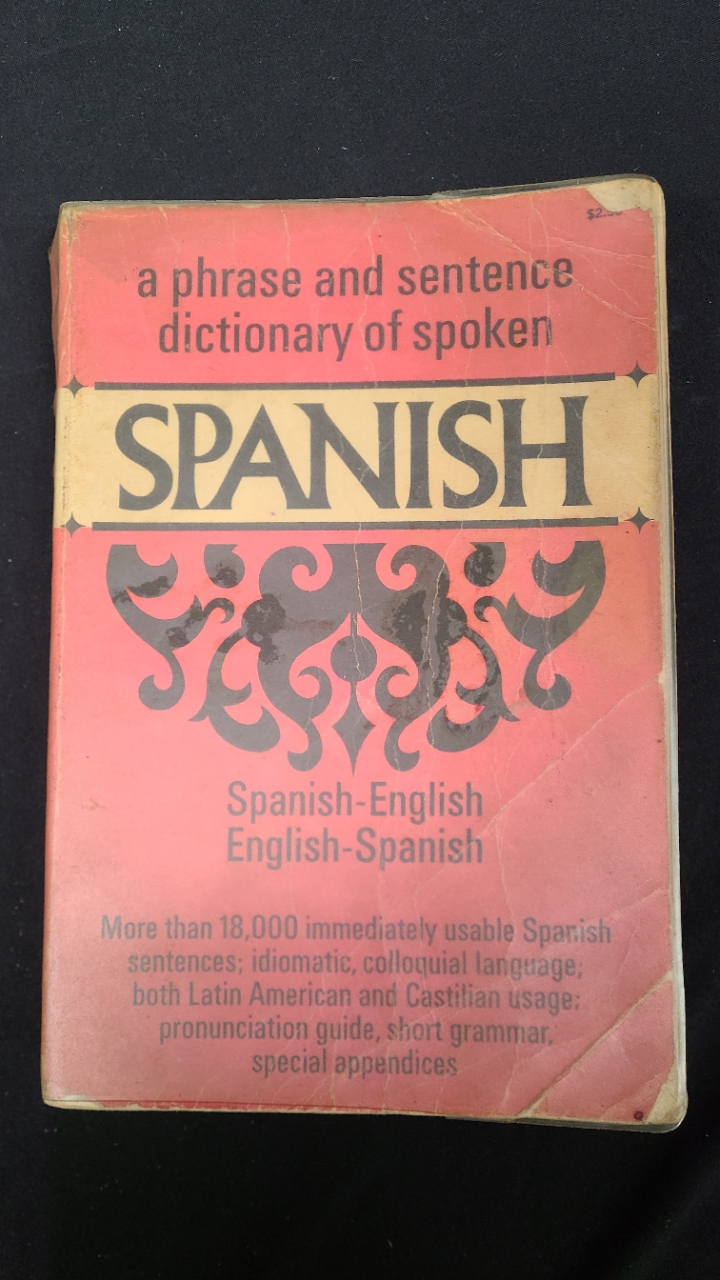 a phrase and sentence
dictionary of spoken
SPANISH
Spanish-English
English-Spanish
More than 18,000 immediately usable Spanish
sentences; idiomatic, colloquial language;
both Latin American and Castilian usage;
pronunciation guide, short grammar,
special appendices